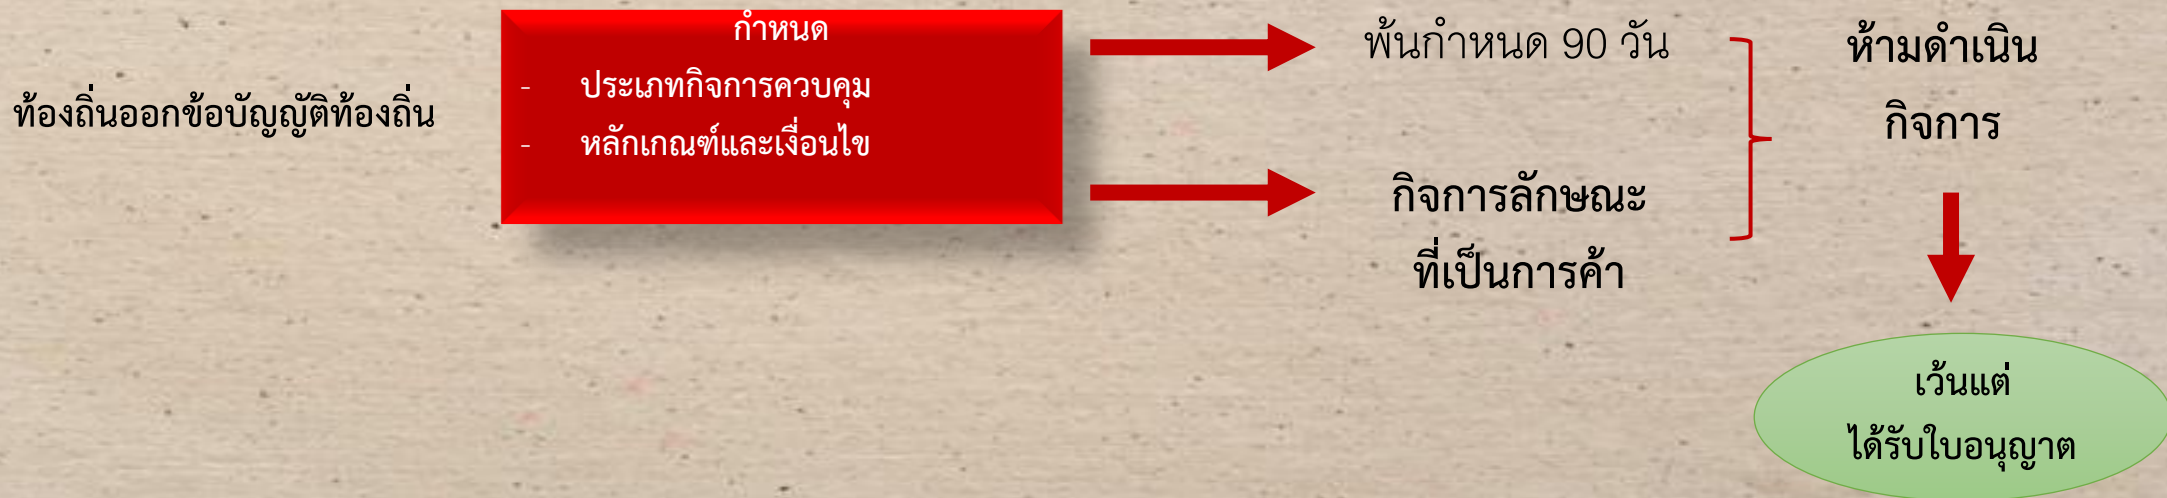 ท้องถิ่นออกข้อบัญญัติท้องถิ่น
กำหนด
- ประเภทกิจการควบคุม
- หลักเกณฑ์และเงื่อนไข
พ้นกำหนด 90 วัน
กิจการลักษณะ
ที่เป็นการค้า
ห้ามดำเนิน
กิจการ
เว้นแต่
ได้รับใบอนุญาต